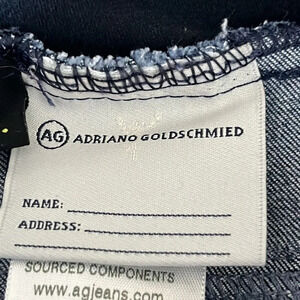 AG ADRIANO GOLDSCHMIED
NAME:
ADDRESS:
SOURCED COMPONENTS
www.agjeans.com